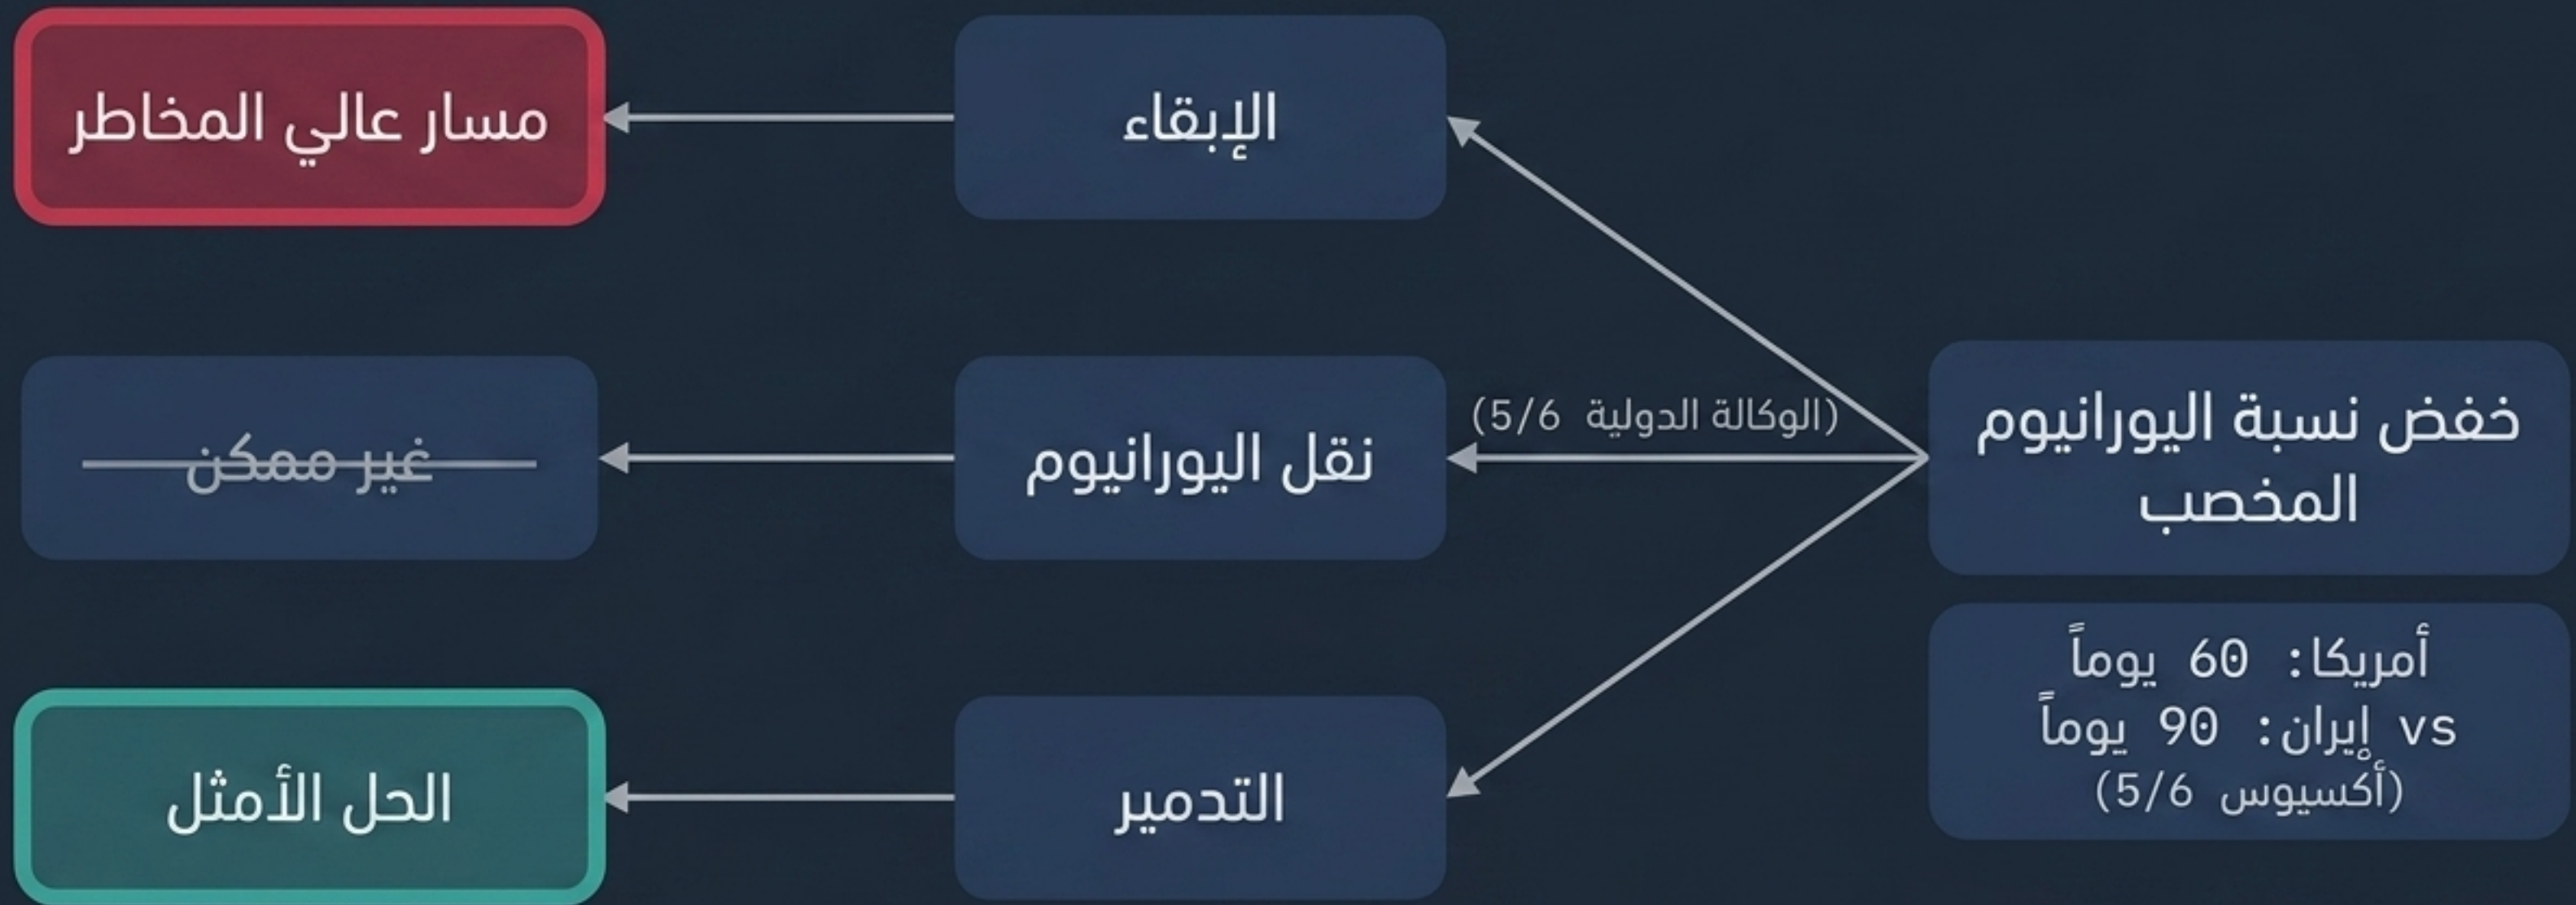 خفض نسبة اليورانيوم
المخصب
أمريكا: 60 يوماً
vs إيران: 90 يوماً
(أكسيوس 5/6)
(الوكالة الدولية 5/6)
الإبقاء
مسار عالي المخاطر
نقل اليورانيوم
غير ممكن
التدمير
الحل الأمثل